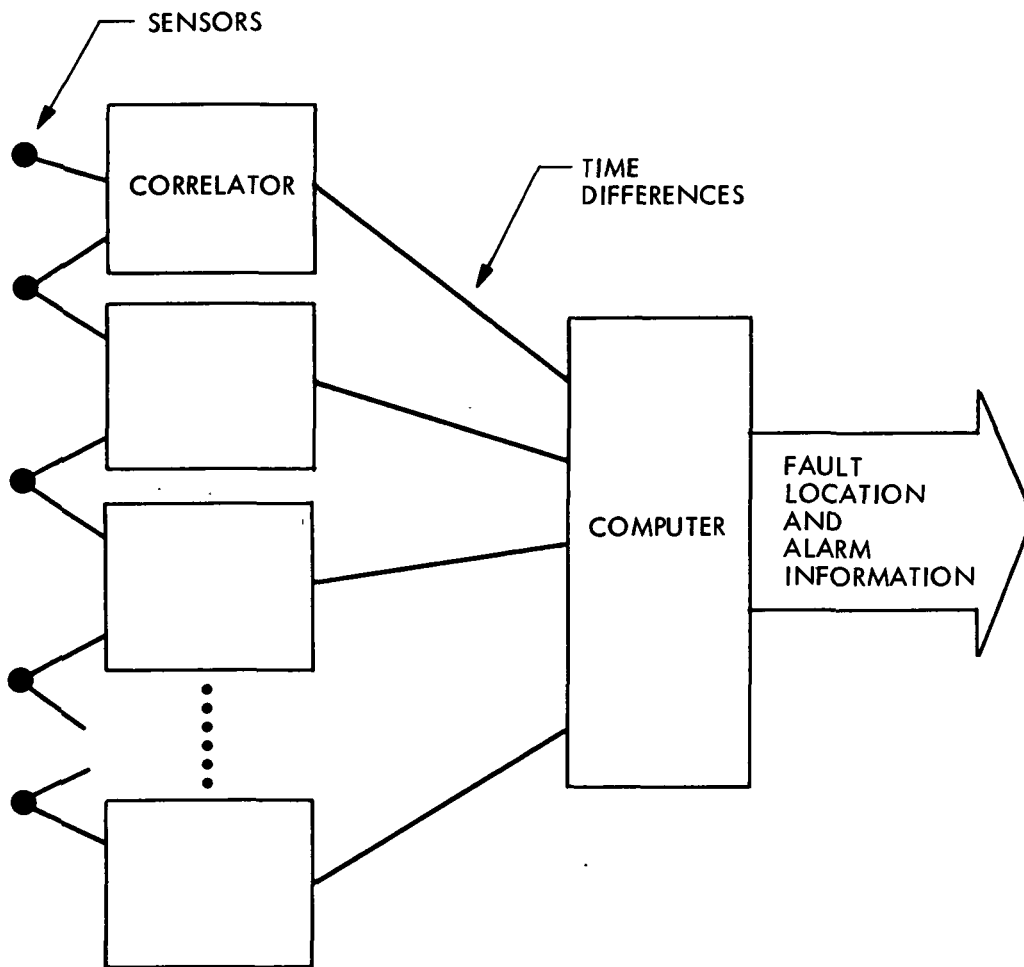 SENSORS
CORRELATOR
TIME
DIFFERENCES
COMPUTER
FAULT
LOCATION
AND
ALARM
INFORMATION